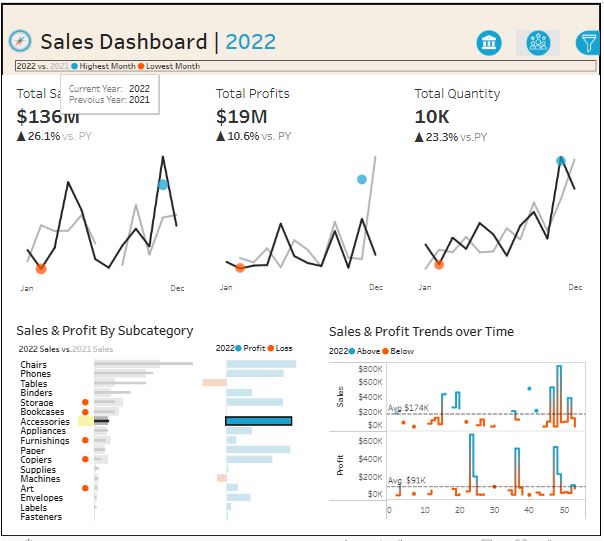 Sales Dashboard | 2022
2022 vs. 2021 Highest Month Lowest Month
Current Year: 2022
Prevoius Year: 2021
Total Sa
$136M
26.1% vs. PY
Jan Dec
Total Profits
$19M
10.6% vs. PY
Jan Dec
Total Quantity
10K
23.3% vs. PY
Jan Dec
Sales & Profit By Subcategory
2022 Sales vs.2021 Sales
2022 Profit Loss
Chairs
Phones
Tables
Binders
Storage
Bookcases
Accessories
Appliances
Furnishings
Paper
Copiers
Supplies
Machines
Art
Envelopes
Labels
Fasteners
Sales & Profit Trends over Time
2022 Above Below
Sales
$800K
$600K
$400K
$200K
$0K
Avg $174K
Profit
$600K
$400K
$200K
$0K
Avg $91K
0 10 20 30 40 50